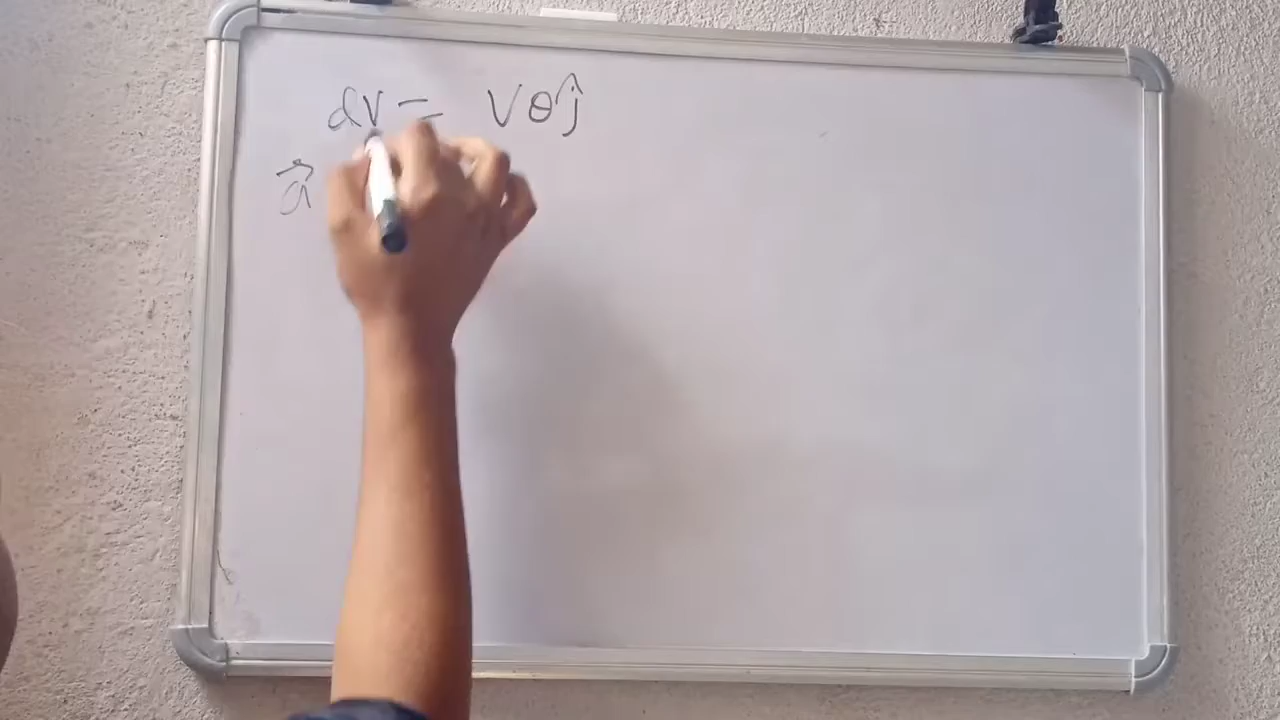 dV = Vθĵ
a⃗